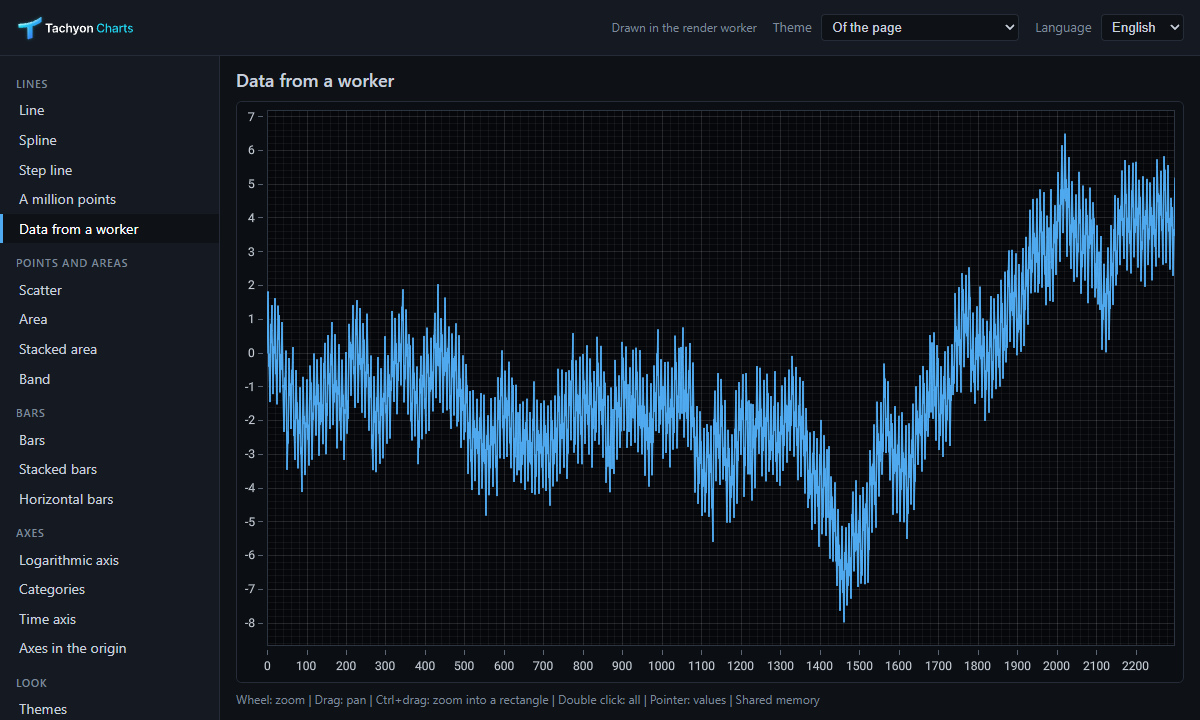 Tachyon Charts
Drawn in the render worker
Theme
Of the page
Language
English
LINES
Line
Spline
Step line
A million points
Data from a worker
POINTS AND AREAS
Scatter
Area
Stacked area
Band
BARS
Bars
Stacked bars
Horizontal bars
AXES
Logarithmic axis
Categories
Time axis
Axes in the origin
LOOK
Themes
Data from a worker
7
6
5
4
3
2
1
0
-1
-2
-3
-4
-5
-6
-7
-8
0 100 200 300 400 500 600 700 800 900 1000 1100 1200 1300 1400 1500 1600 1700 1800 1900 2000 2100 2200
Wheel: zoom | Drag: pan | Ctrl+drag: zoom into a rectangle | Double click: all | Pointer: values | Shared memory